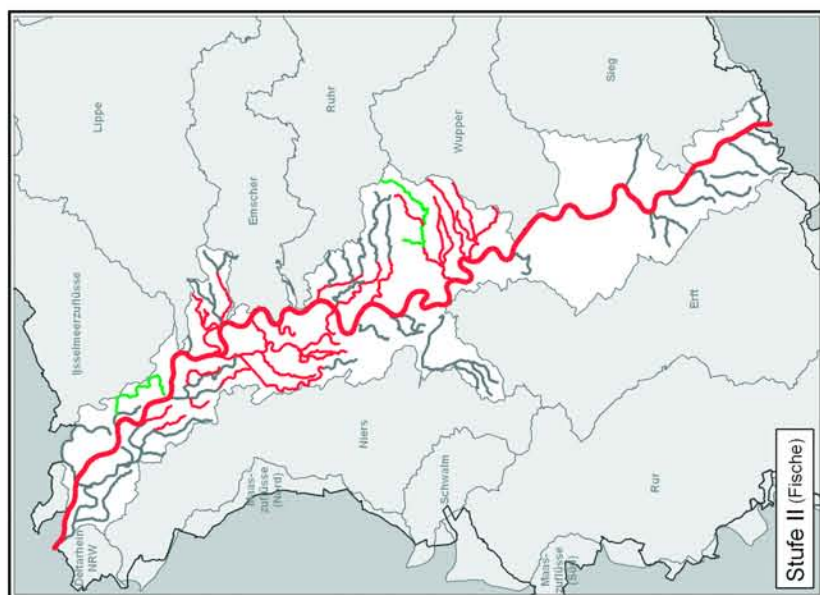 Ijsselmeerzuflüsse
Lippe
Emscher
Ruhr
Wupper
Sieg
Deltarhein
NRW
Maas-
zuflüsse
(Nord)
Niers
Schwalm
Erft
Maas-
zuflüsse
(Süd)
Rur
Stufe II (Fische)